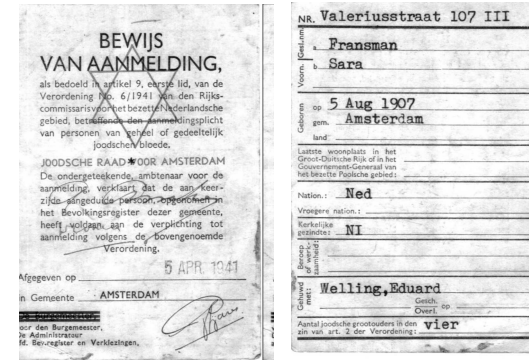 BEWIJS
VAN AANMELDING,
als bedoeld in artikel 9, eerste lid, van de
Verordening No. 6/1941 van den Rijks-
commissaris voor het bezette Nederlandsche
gebied, betreffende den aanmeldingsplicht
van personen van geheel of gedeeltelijk
joodschen bloede.
JOODSCHE RAAD VOOR AMSTERDAM
De ondergeteekende, ambtenaar voor de
aanmelding, verklaart, dat de aan keer-
zijde aangeduide persoon, opgenomen in
het Bevolkingsregister dezer gemeente,
heeft voldaan aan de verplichting tot
aanmelding volgens de bovengenoemde
Verordening.
5 APR. 1941
Afgegeven op
in Gemeente AMSTERDAM
oor den Burgemeester,
De Administrateur
fd. Bev.register en Verkiezingen,
NR. Valeriusstraat 107 III
Gesl.nm. a Fransman
Voorn. b Sara
Geboren op 5 Aug 1907
gem. Amsterdam
land
Laatste woonplaats in het
Groot-Duitsche Rijk of in het
Gouvernement-Generaal van
het bezette Poolsche gebied:
Nation.: Ned
Vroegere nation.:
Kerkelijke
gezindte: NI
Beroep
of werk-
zaamheid:
Gehuwd
met: Welling,Eduard
Gesch.
Overl. op
Aantal joodsche grootouders in den
zin van art. 2 der Verordening: vier